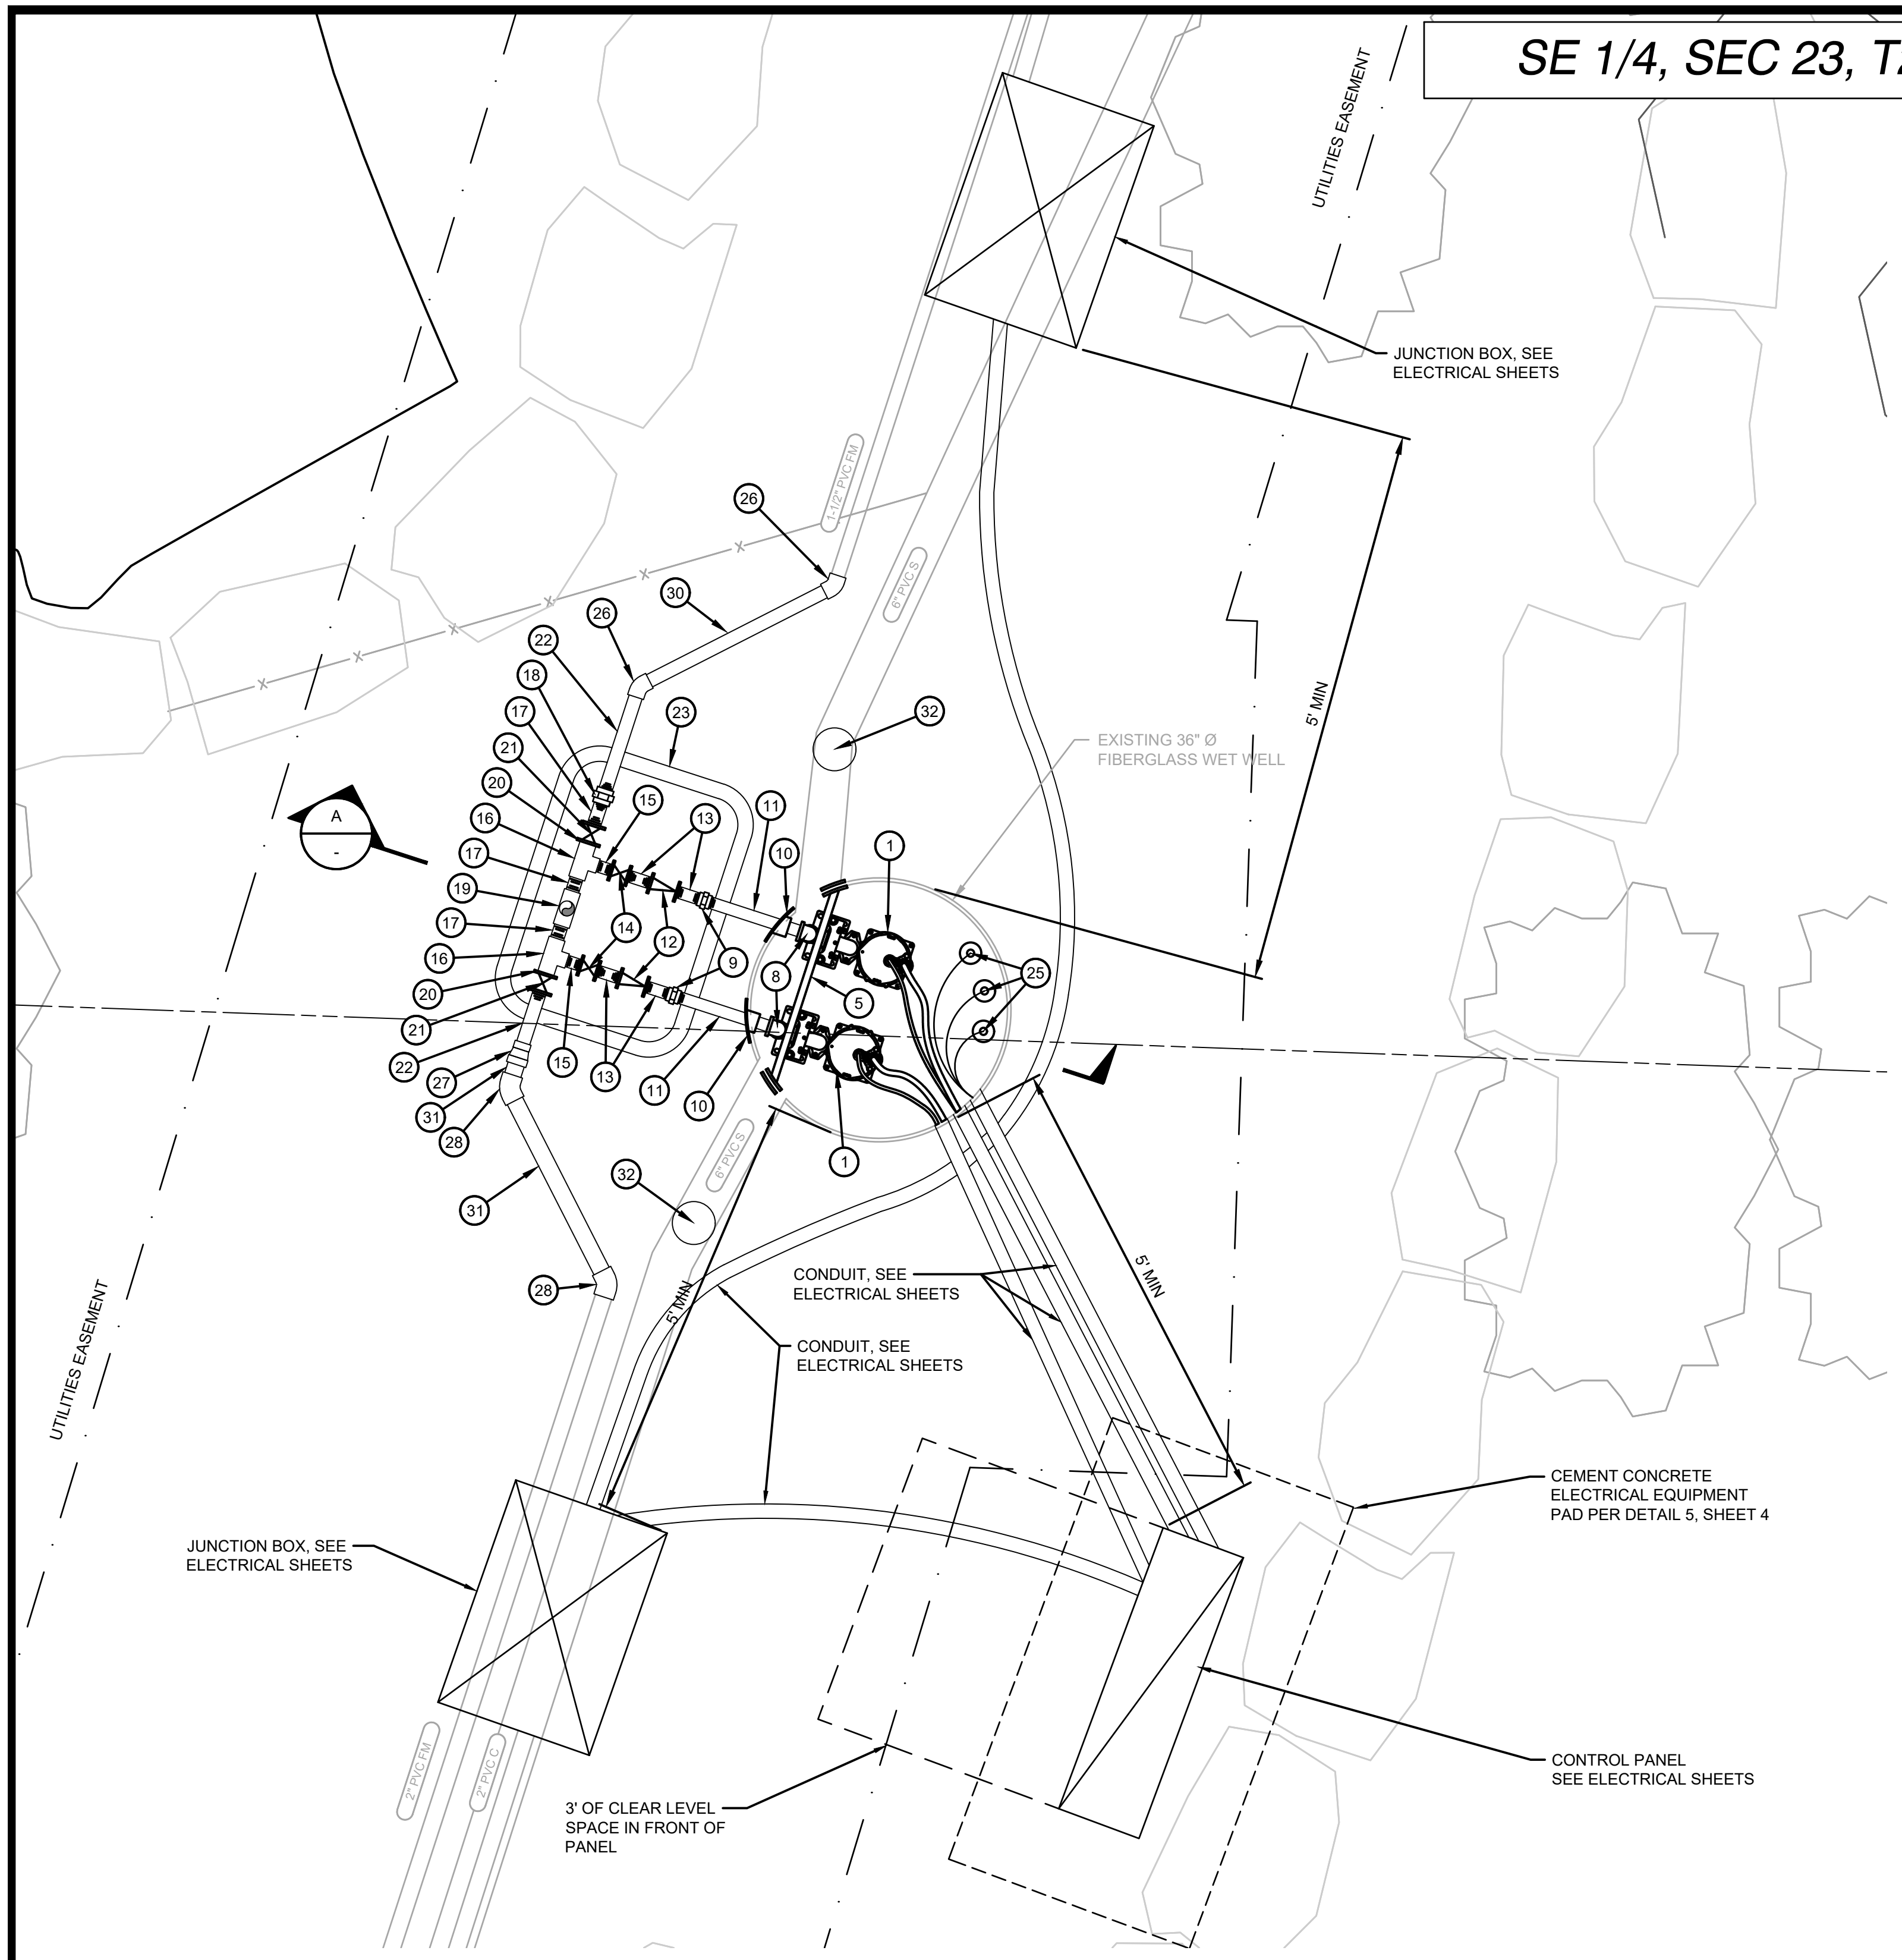 SE 1/4, SEC 23, T
UTILITIES EASEMENT
JUNCTION BOX, SEE
ELECTRICAL SHEETS
1-1/2" PVC FM
26
6" PVC S
30
26
22
18
17
23
32
5' MIN
21
EXISTING 36" Ø
FIBERGLASS WET WELL
20
15
11
13
16
A
-
17
10
1
19
17
14
12
16
9
8
25
20
5
21
22
15
27
13
11
10
31
28
1
6" PVC S
32
31
5' MIN
28
CONDUIT, SEE
ELECTRICAL SHEETS
5' MIN
CONDUIT, SEE
ELECTRICAL SHEETS
UTILITIES EASEMENT
CEMENT CONCRETE
ELECTRICAL EQUIPMENT
PAD PER DETAIL 5, SHEET 4
JUNCTION BOX, SEE
ELECTRICAL SHEETS
2" PVC FM
2" PVC C
CONTROL PANEL
SEE ELECTRICAL SHEETS
3' OF CLEAR LEVEL
SPACE IN FRONT OF
PANEL